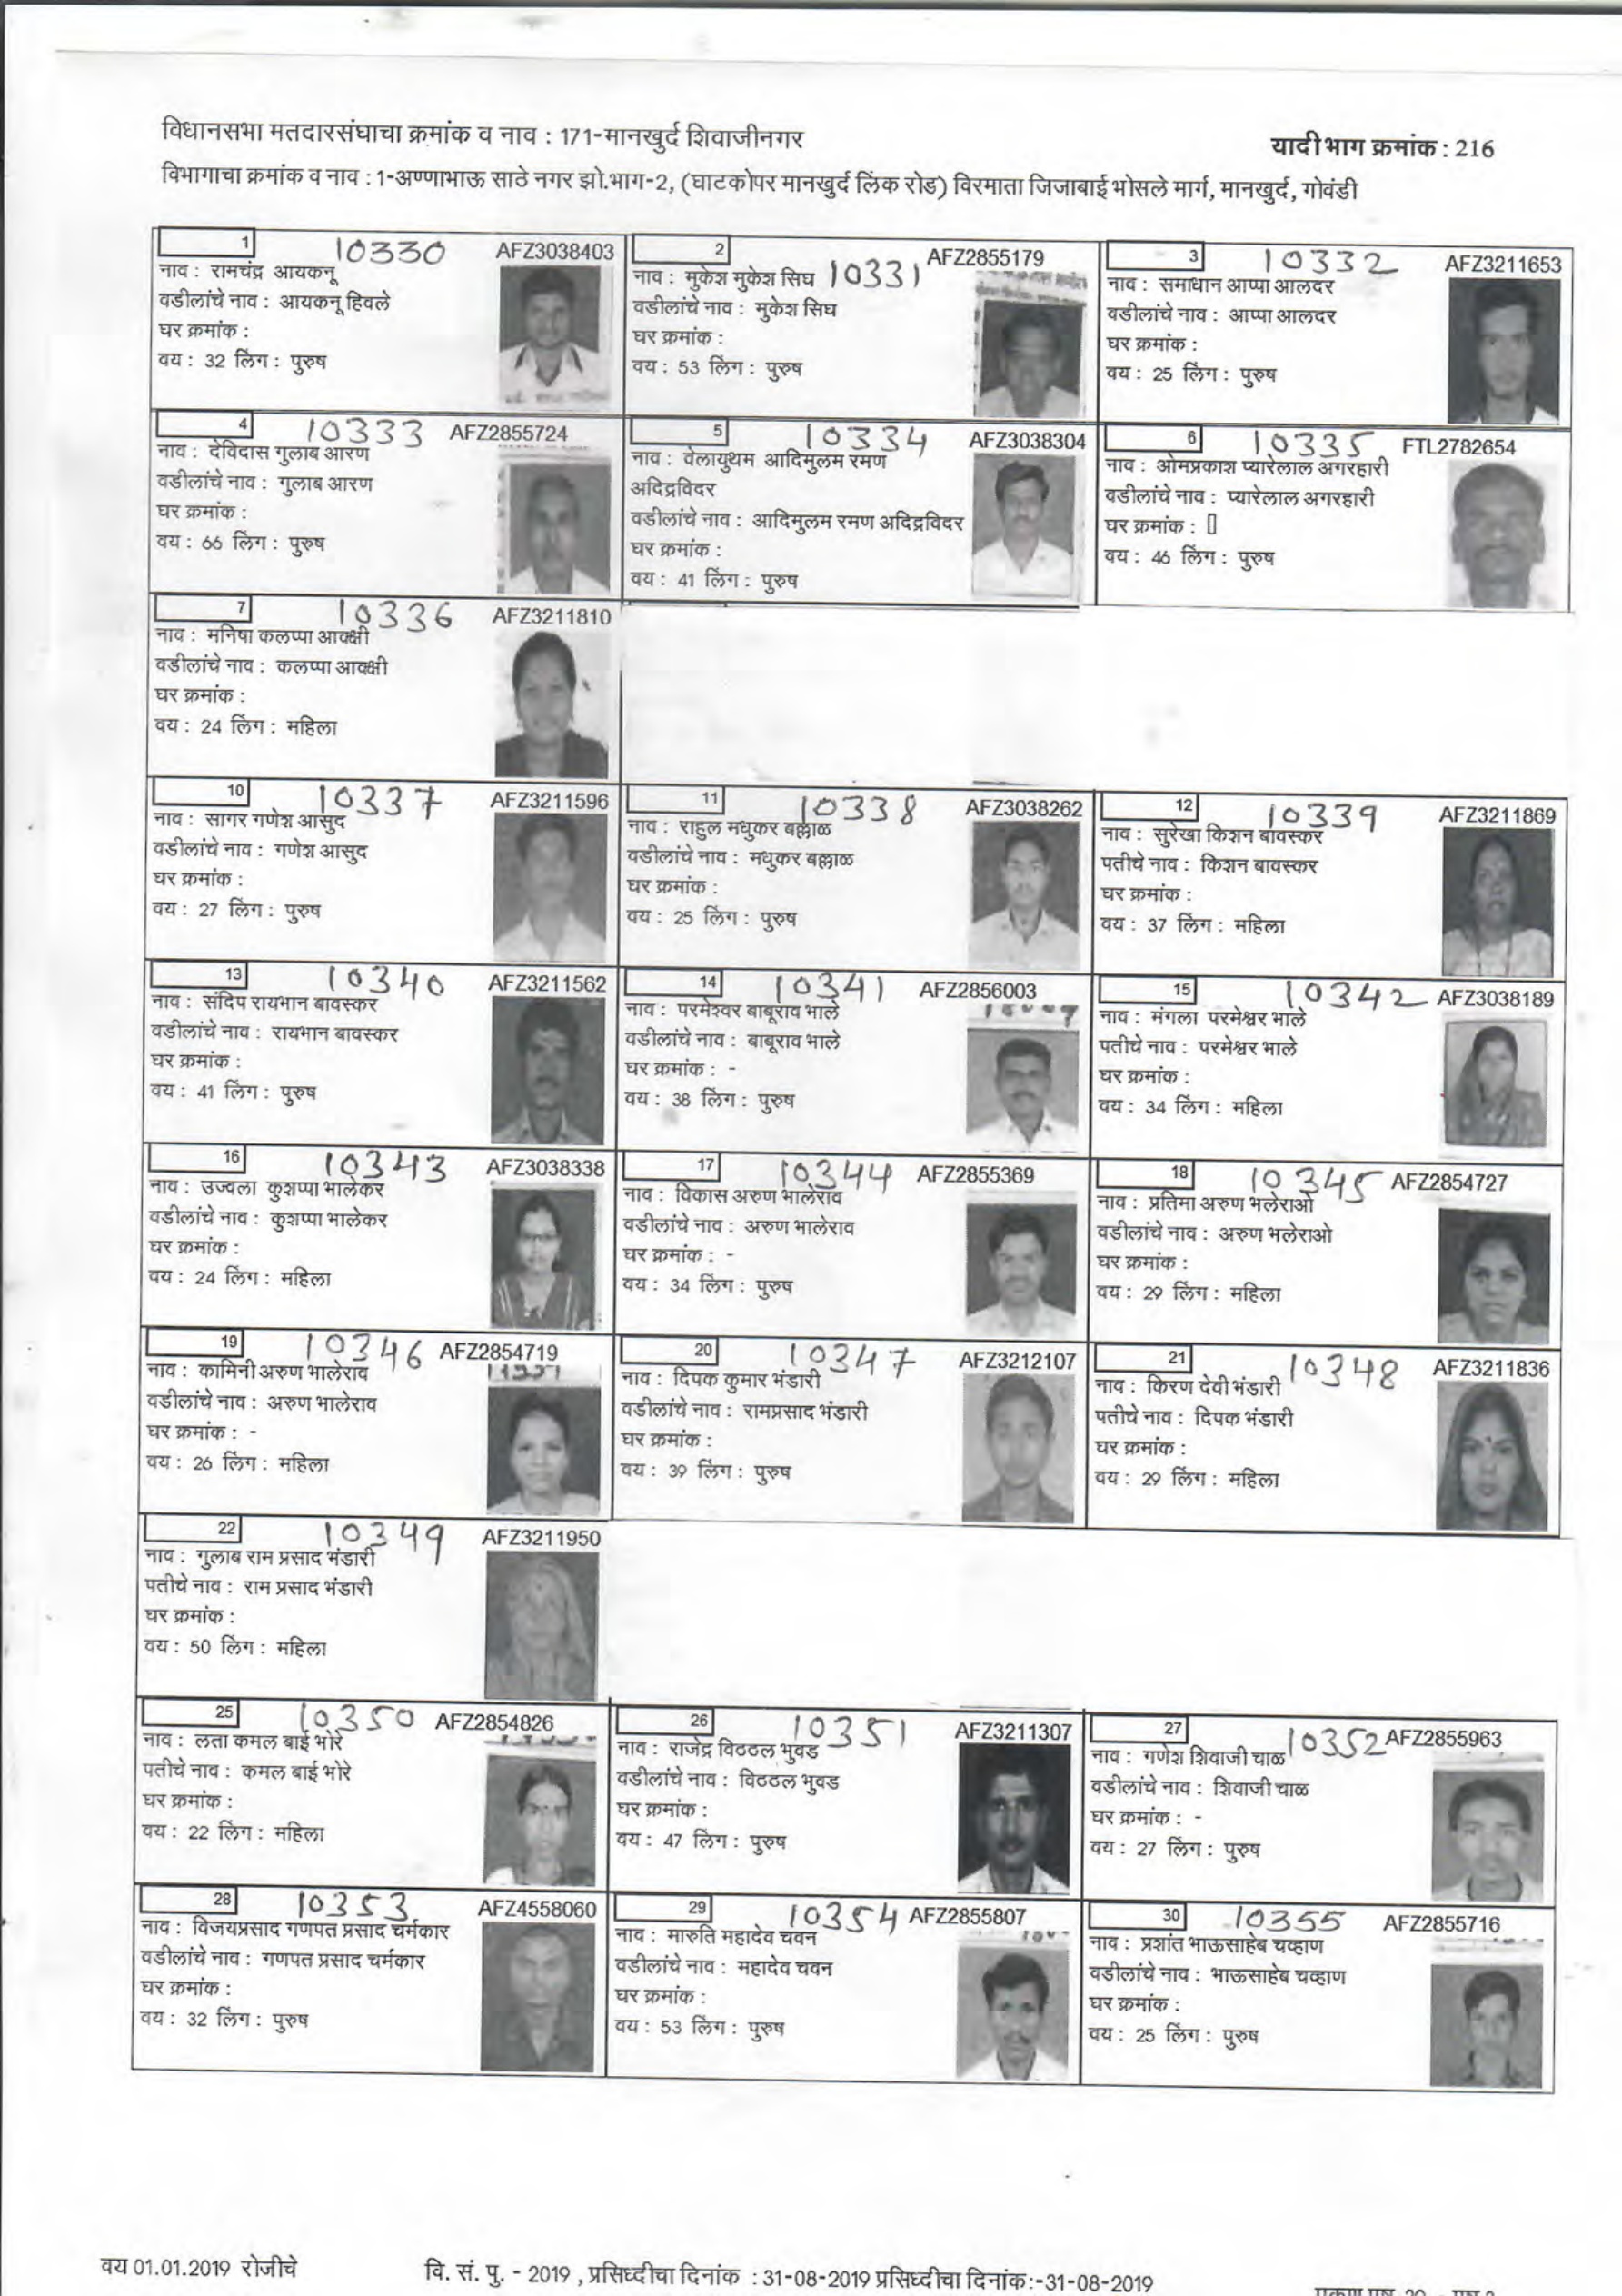 विधानसभा मतदारसंघाचा क्रमांक व नाव : 171-मानखुर्द शिवाजीनगर
यादी भाग क्रमांक : 216
विभागाचा क्रमांक व नाव : 1-अण्णाभाऊ साठे नगर झो.भाग-2, (घाटकोपर मानखुर्द लिंक रोड) विरमाता जिजाबाई भोसले मार्ग, मानखुर्द, गोवंडी
1 10330 AFZ3038403
नाव : रामचंद्र आयकनू
वडीलांचे नाव : आयकनू हिवले
घर क्रमांक :
वय : 32 लिंग : पुरुष
2 AFZ2855179
नाव : मुकेश मुकेश सिघ 10331
वडीलांचे नाव : मुकेश सिघ
घर क्रमांक :
वय : 53 लिंग : पुरुष
3 10332 AFZ3211653
नाव : समाधान आप्पा आलदर
वडीलांचे नाव : आप्पा आलदर
घर क्रमांक :
वय : 25 लिंग : पुरुष
4 10333 AFZ2855724
नाव : देविदास गुलाब आरण
वडीलांचे नाव : गुलाब आरण
घर क्रमांक :
वय : 66 लिंग : पुरुष
5 10334 AFZ3038304
नाव : वेलायुथम आदिमुलम रमण
अदिद्रविदर
वडीलांचे नाव : आदिमुलम रमण अदिद्रविदर
घर क्रमांक :
वय : 41 लिंग : पुरुष
6 10335 FTL2782654
नाव : ओमप्रकाश प्यारेलाल अगरहारी
वडीलांचे नाव : प्यारेलाल अगरहारी
घर क्रमांक :
वय : 46 लिंग : पुरुष
7 10336 AFZ3211810
नाव : मनिषा कलप्पा आवक्षी
वडीलांचे नाव : कलप्पा आवक्षी
घर क्रमांक :
वय : 24 लिंग : महिला
10 10337 AFZ3211596
नाव : सागर गणेश आसुद
वडीलांचे नाव : गणेश आसुद
घर क्रमांक :
वय : 27 लिंग : पुरुष
11 10338 AFZ3038262
नाव : राहुल मधुकर बल्लाळ
वडीलांचे नाव : मधुकर बल्लाळ
घर क्रमांक :
वय : 25 लिंग : पुरुष
12 10339 AFZ3211869
नाव : सुरेखा किशन बावस्कर
पतीचे नाव : किशन बावस्कर
घर क्रमांक :
वय : 37 लिंग : महिला
13 10340 AFZ3211562
नाव : संदिप रायभान बावस्कर
वडीलांचे नाव : रायभान बावस्कर
घर क्रमांक :
वय : 41 लिंग : पुरुष
14 10341 AFZ2856003
नाव : परमेश्वर बाबूराव भाले
वडीलांचे नाव : बाबूराव भाले
घर क्रमांक : -
वय : 38 लिंग : पुरुष
15 10342 AFZ3038189
नाव : मंगला परमेश्वर भाले
पतीचे नाव : परमेश्वर भाले
घर क्रमांक :
वय : 34 लिंग : महिला
16 10343 AFZ3038338
नाव : उज्वला कुशप्पा भालेकर
वडीलांचे नाव : कुशप्पा भालेकर
घर क्रमांक :
वय : 24 लिंग : महिला
17 10344 AFZ2855369
नाव : विकास अरुण भालेराव
वडीलांचे नाव : अरुण भालेराव
घर क्रमांक : -
वय : 34 लिंग : पुरुष
18 10345 AFZ2854727
नाव : प्रतिमा अरुण भलेराओ
वडीलांचे नाव : अरुण भलेराओ
घर क्रमांक :
वय : 29 लिंग : महिला
19 10346 AFZ2854719
नाव : कामिनी अरुण भालेराव
वडीलांचे नाव : अरुण भालेराव
घर क्रमांक : -
वय : 26 लिंग : महिला
20 10347 AFZ3212107
नाव : दिपक कुमार भंडारी
वडीलांचे नाव : रामप्रसाद भंडारी
घर क्रमांक :
वय : 39 लिंग : पुरुष
21 10348 AFZ3211836
नाव : किरण देवी भंडारी
पतीचे नाव : दिपक भंडारी
घर क्रमांक :
वय : 29 लिंग : महिला
22 10349 AFZ3211950
नाव : गुलाब राम प्रसाद भंडारी
पतीचे नाव : राम प्रसाद भंडारी
घर क्रमांक :
वय : 50 लिंग : महिला
25 10350 AFZ2854826
नाव : लता कमल बाई भोरे
पतीचे नाव : कमल बाई भोरे
घर क्रमांक :
वय : 22 लिंग : महिला
26 10351 AFZ3211307
नाव : राजेंद्र विठठल भुवड
वडीलांचे नाव : विठठल भुवड
घर क्रमांक :
वय : 47 लिंग : पुरुष
27 10352 AFZ2855963
नाव : गणेश शिवाजी चाळ
वडीलांचे नाव : शिवाजी चाळ
घर क्रमांक : -
वय : 27 लिंग : पुरुष
28 10353 AFZ4558060
नाव : विजयप्रसाद गणपत प्रसाद चर्मकार
वडीलांचे नाव : गणपत प्रसाद चर्मकार
घर क्रमांक :
वय : 32 लिंग : पुरुष
29 10354 AFZ2855807
नाव : मारुति महादेव चवन
वडीलांचे नाव : महादेव चवन
घर क्रमांक :
वय : 53 लिंग : पुरुष
30 10355 AFZ2855716
नाव : प्रशांत भाऊसाहेब चव्हाण
वडीलांचे नाव : भाऊसाहेब चव्हाण
घर क्रमांक :
वय : 25 लिंग : पुरुष
वय 01.01.2019 रोजीचे
वि. सं. पु. - 2019 , प्रसिध्दीचा दिनांक : 31-08-2019 प्रसिध्दीचा दिनांक:-31-08-2019